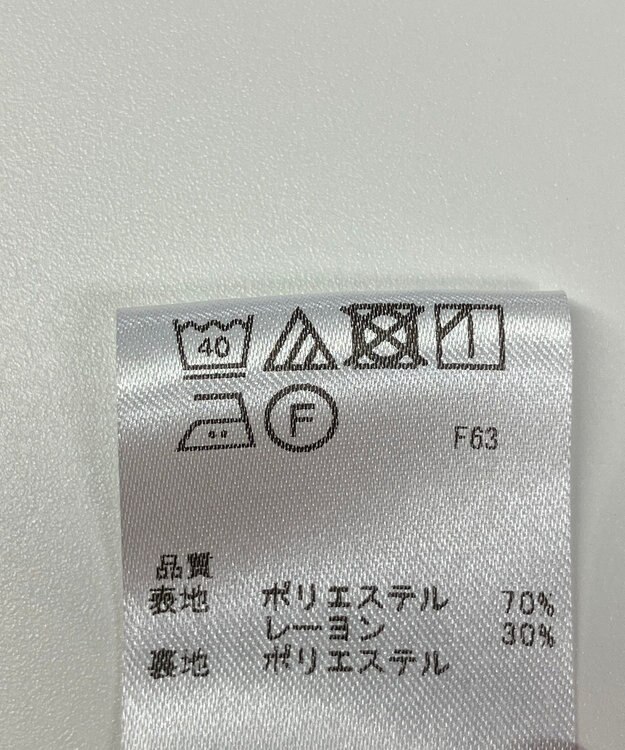 40
F F63
品質
表地 ポリエステル 70%
レーヨン 30%
裏地 ポリエステル